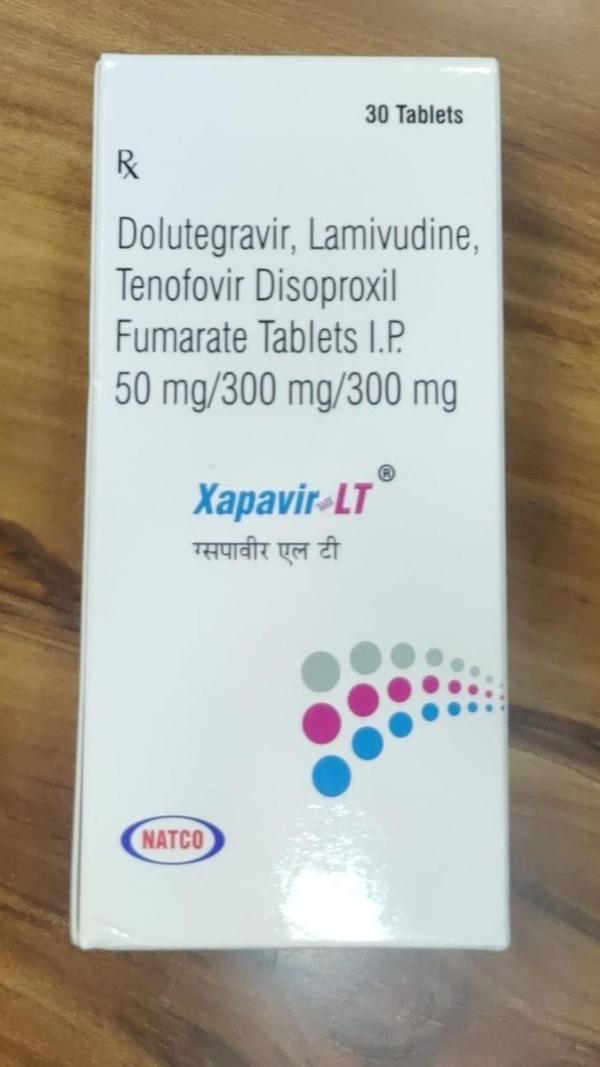 30 Tablets
Rx
Dolutegravir, Lamivudine,
Tenofovir Disoproxil
Fumarate Tablets I.P.
50 mg/300 mg/300 mg
Xapavir-LT®
ग्सपावीर एल टी
NATCO